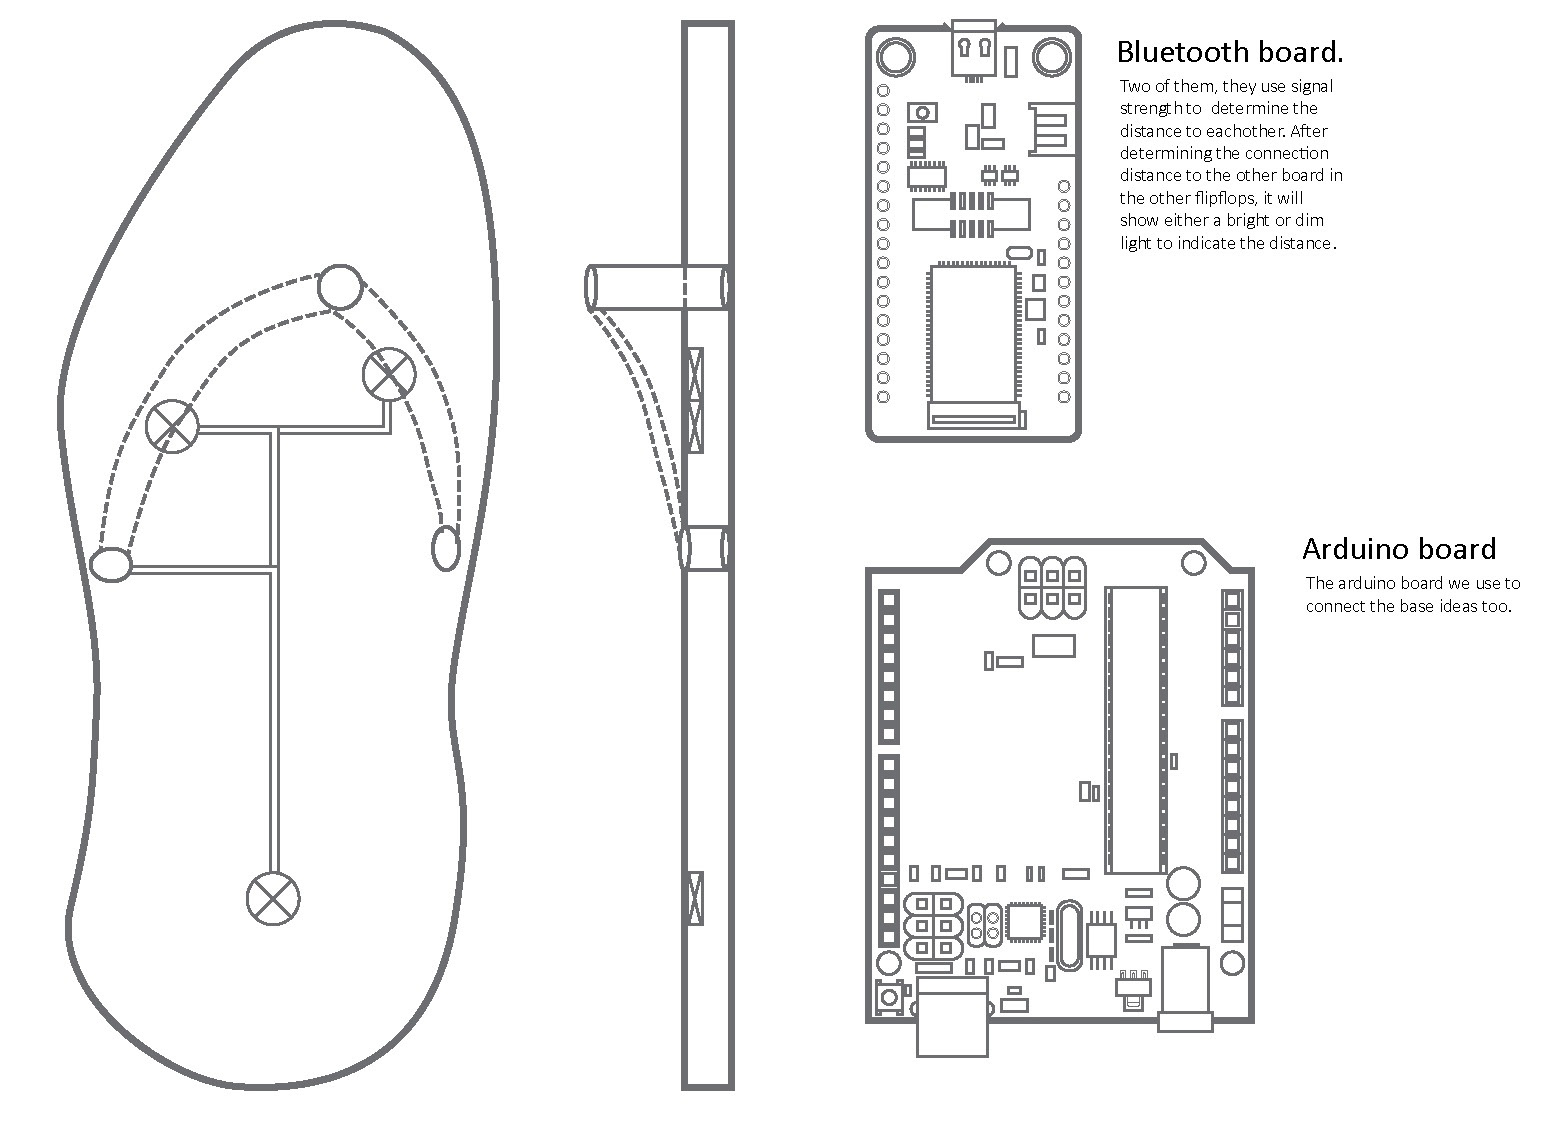 Bluetooth board.
Two of them, they use signal
strength to determine the
distance to eachother. After
determining the connection
distance to the other board in
the other flipflops, it will
show either a bright or dim
light to indicate the distance.
Arduino board
The arduino board we use to
connect the base ideas too.